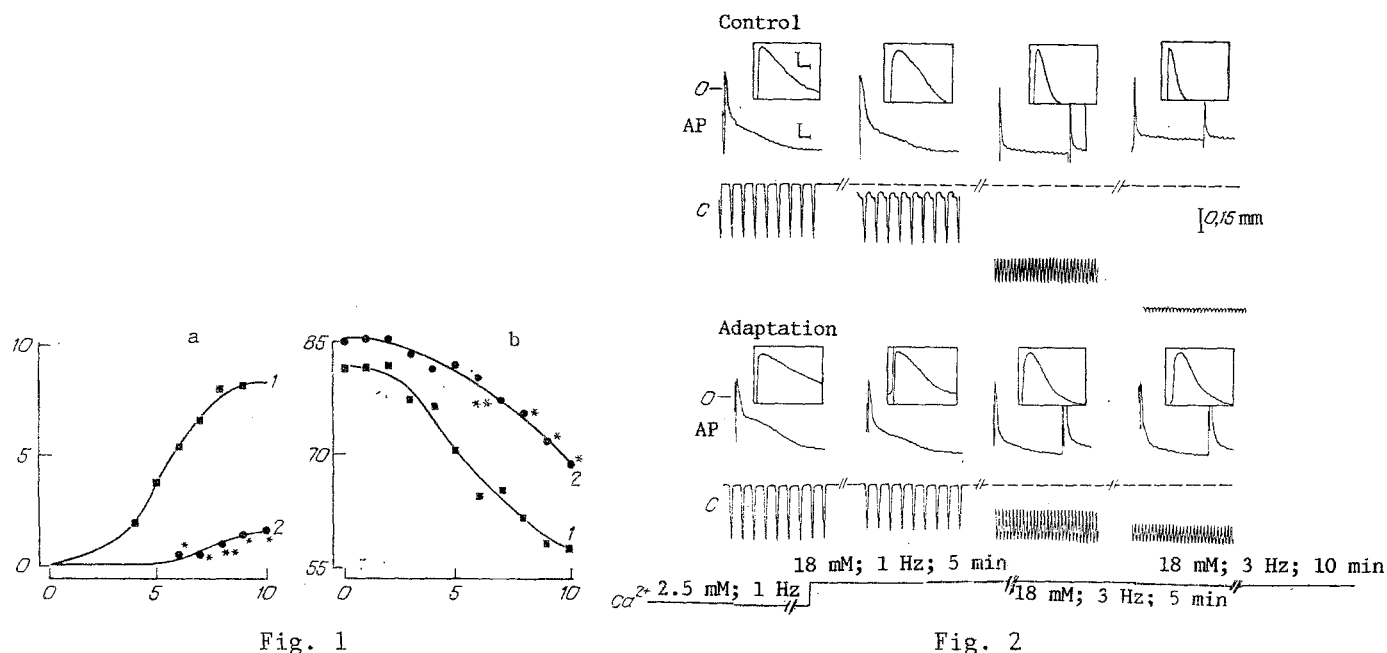 Control
0
AP
C
0,15 mm
Adaptation
0
AP
C
18 mM; 1 Hz; 5 min
18 mM; 3 Hz; 10 min
Ca2+ 2.5 mM; 1 Hz
18 mM; 3 Hz; 5 min
a
10
5
0
0
5
10
1
2
*
*
**
*
*
b
85
70
55
0
5
10
1
2
**
*
*
*
Fig. 1
Fig. 2